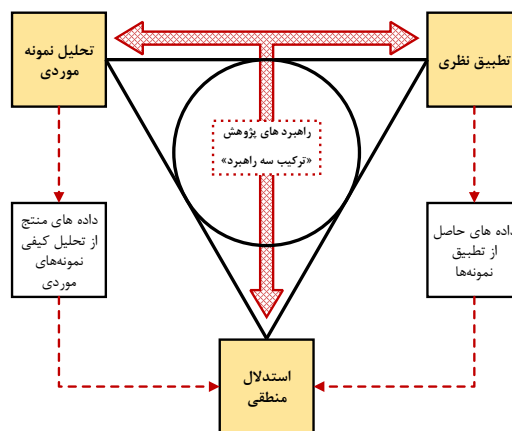 تطبیق نظری
تحلیل نمونه
موردی
راهبرد های پژوهش
«ترکیب سه راهبرد»
داده های حاصل
از تطبیق
نمونه‌ها
داده های منتج
از تحلیل کیفی
نمونه‌های
موردی
استدلال
منطقی